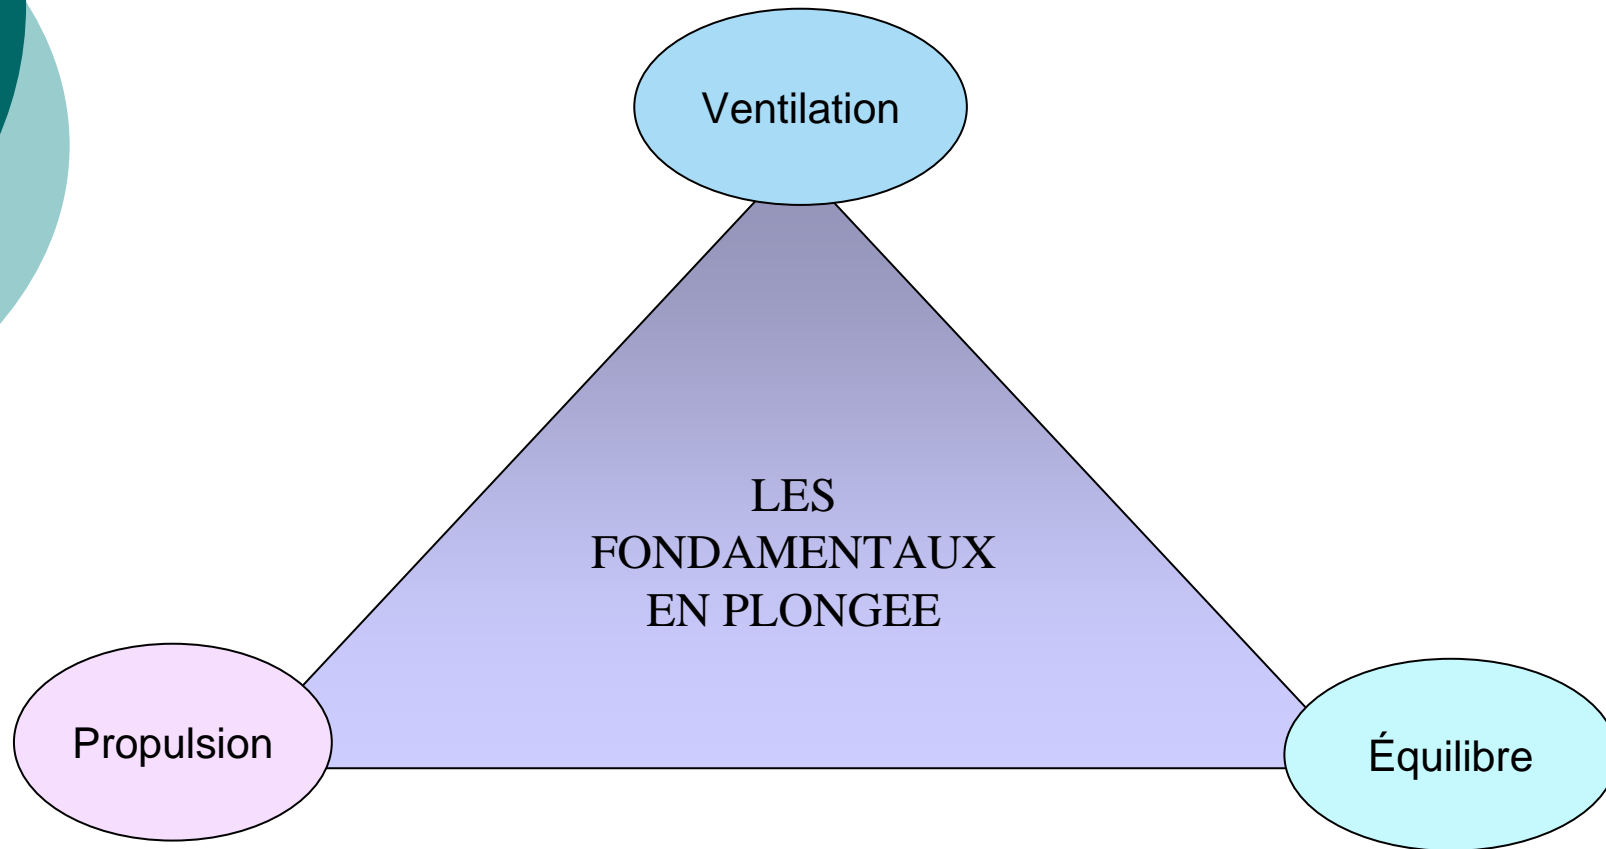 Ventilation
LES
FONDAMENTAUX
EN PLONGEE
Propulsion
Équilibre